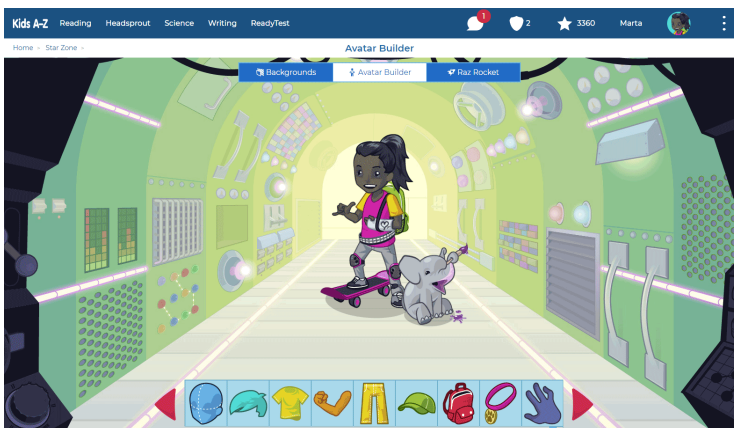 Kids A-Z Reading Headsprout Science Writing ReadyTest 1 2 3360 Marta
Home Star Zone Avatar Builder
Backgrounds Avatar Builder Raz Rocket